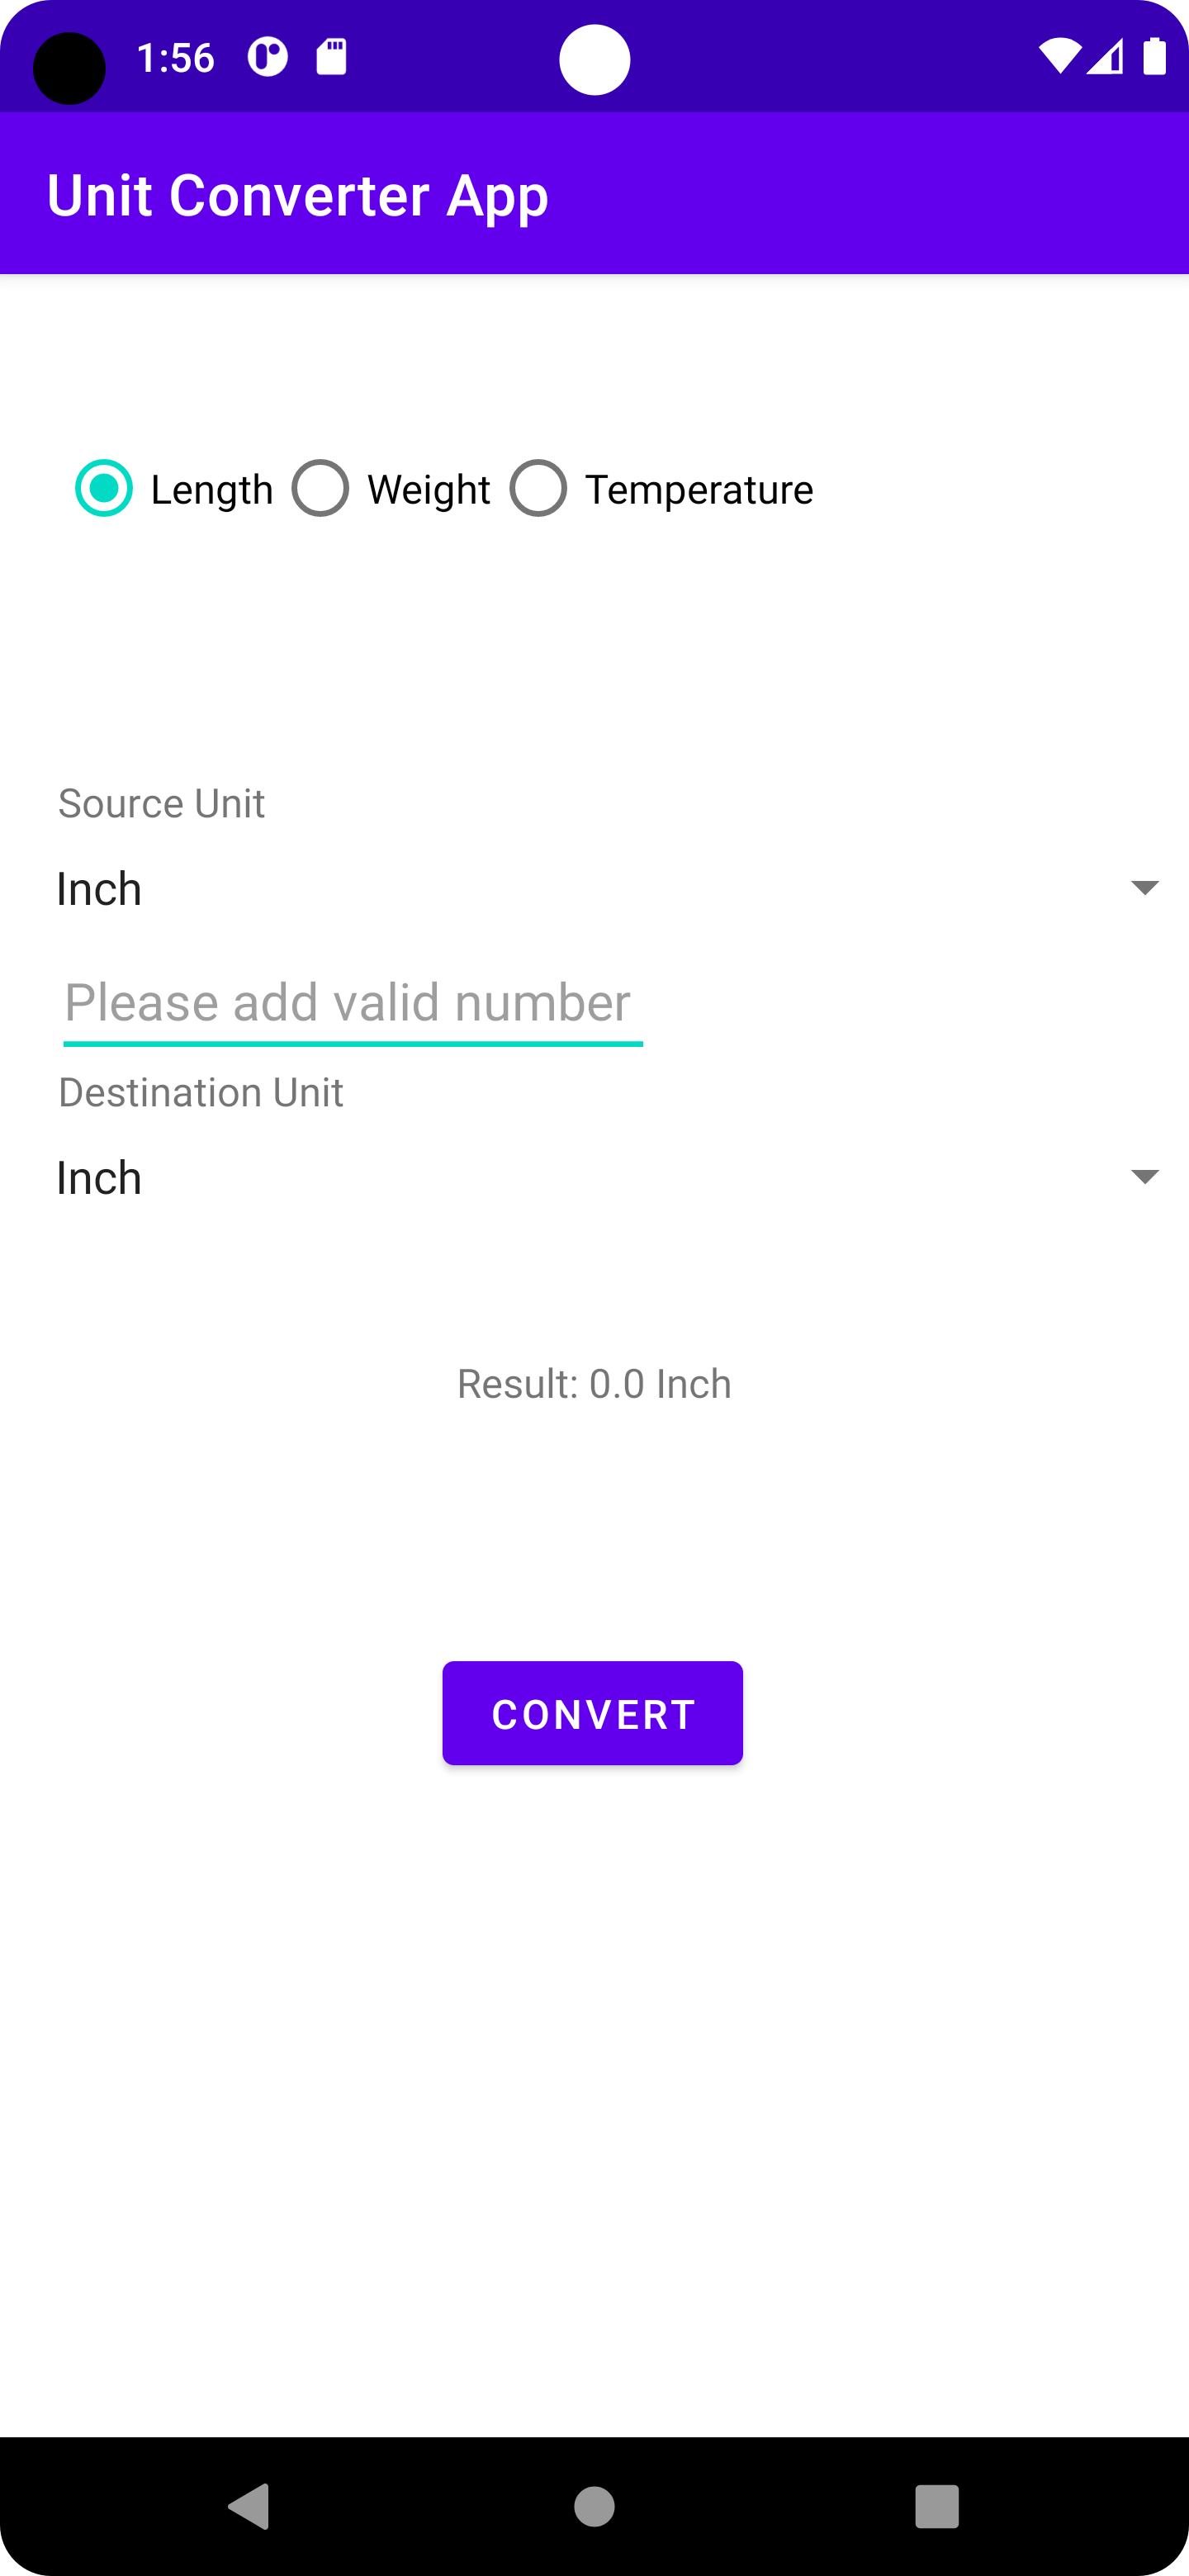 1:56
Unit Converter App
Length Weight Temperature
Source Unit
Inch
Please add valid number
Destination Unit
Inch
Result: 0.0 Inch
CONVERT